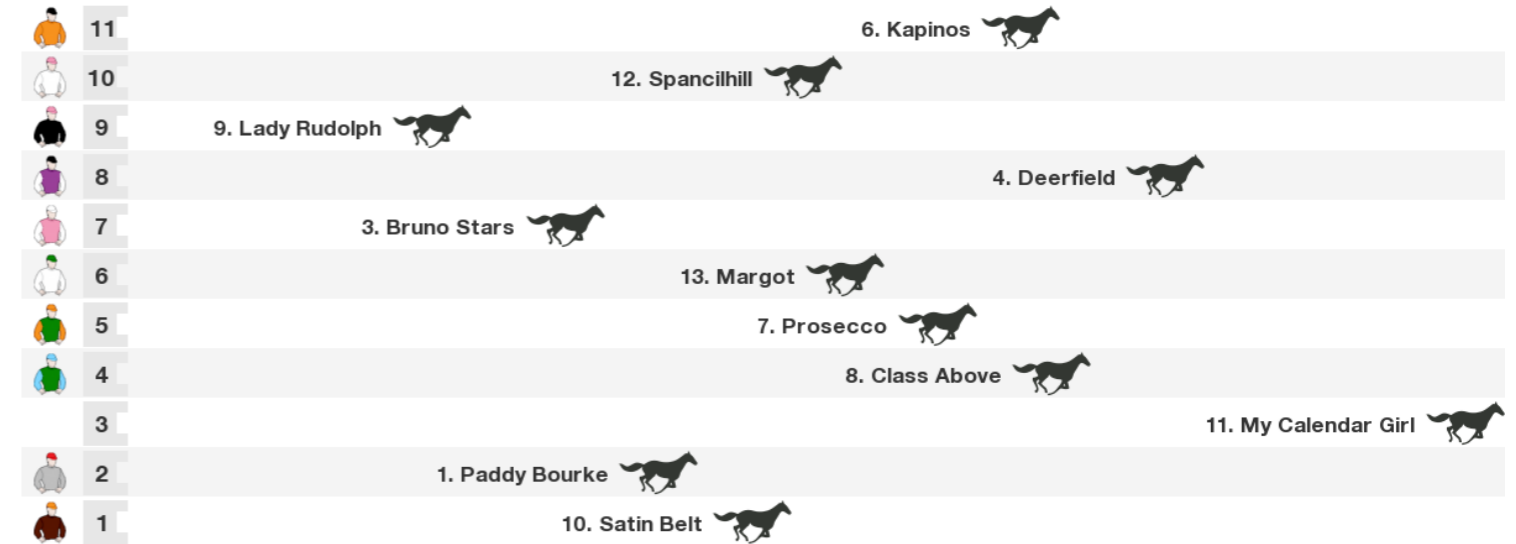 11 6. Kapinos
10 12. Spancilhill
9 9. Lady Rudolph
8 4. Deerfield
7 3. Bruno Stars
6 13. Margot
5 7. Prosecco
4 8. Class Above
3 11. My Calendar Girl
2 1. Paddy Bourke
1 10. Satin Belt